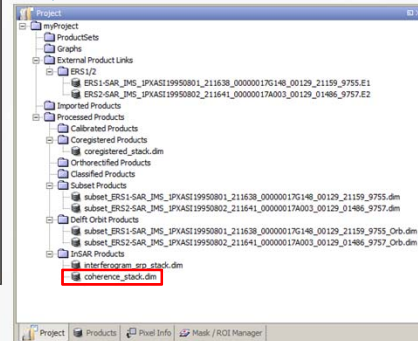 Project
myProject
ProductSets
Graphs
External Product Links
ERS1/2
ERS1-SAR_IMS_1PXASI19950801_211638_00000017G148_00129_21159_9755.E1
ERS2-SAR_IMS_1PXASI19950802_211641_00000017A003_00129_01486_9757.E2
Imported Products
Processed Products
Calibrated Products
Coregistered Products
coregistered_stack.dim
Orthorectified Products
Classified Products
Subset Products
subset_ERS1-SAR_IMS_1PXASI19950801_211638_00000017G148_00129_21159_9755.dim
subset_ERS2-SAR_IMS_1PXASI19950802_211641_00000017A003_00129_01486_9757.dim
Delft Orbit Products
subset_ERS1-SAR_IMS_1PXASI19950801_211638_00000017G148_00129_21159_9755_Orb.dim
subset_ERS2-SAR_IMS_1PXASI19950802_211641_00000017A003_00129_01486_9757_Orb.dim
InSAR Products
interferogram_srp_stack.dim
coherence_stack.dim
Project Products Pixel Info Mask / ROI Manager